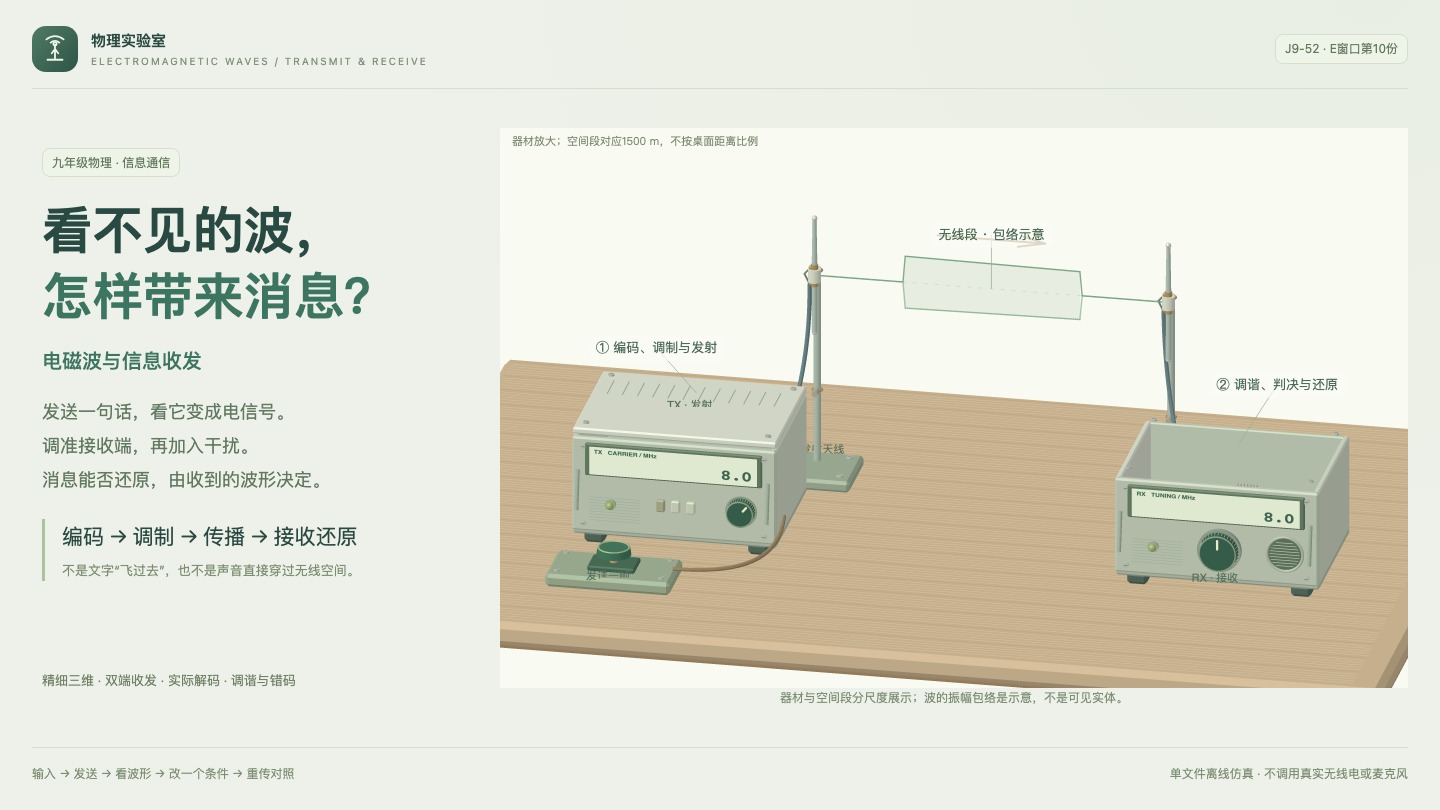 物理实验室
ELECTROMAGNETIC WAVES / TRANSMIT & RECEIVE
J9-52 · E窗口第10份
九年级物理 · 信息通信
看不见的波，
怎样带来消息?
电磁波与信息收发
发送一句话，看它变成电信号。
调准接收端，再加入干扰。
消息能否还原，由收到的波形决定。
编码 → 调制 → 传播 → 接收还原
不是文字“飞过去”，也不是声音直接穿过无线空间。
精细三维 · 双端收发 · 实际解码 · 调谐与错码
器材放大；空间段对应1500 m，不按桌面距离比例
无线段 · 包络示意
① 编码、调制与发射
② 调谐、判决与还原
TX · 发射
天线
TX CARRIER / MHz
8.0
RX TUNING / MHz
8.0
RX · 接收
器材与空间段分尺度展示；波的振幅包络是示意，不是可见实体。
输入 → 发送 → 看波形 → 改一个条件 → 重传对照
单文件离线仿真 · 不调用真实无线电或麦克风